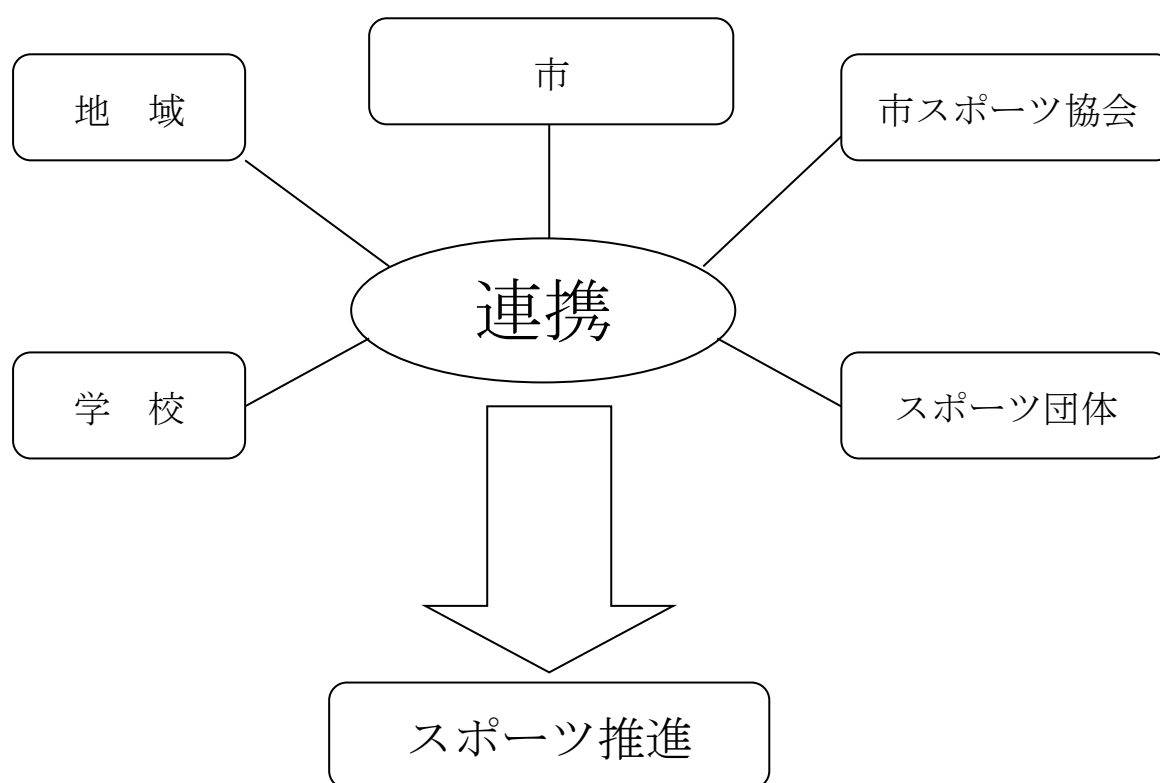 市
地　域
市スポーツ協会
連携
学　校
スポーツ団体
スポーツ推進